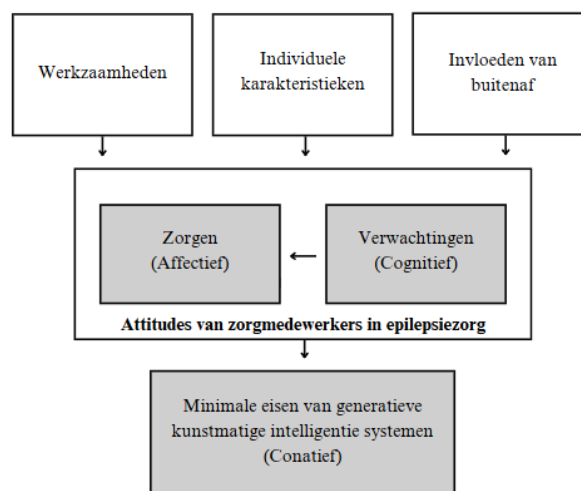 Werkzaamheden
Individuele
karakteristieken
Invloeden van
buitenaf
Zorgen
(Affectief)
Verwachtingen
(Cognitief)
Attitudes van zorgmedewerkers in epilepsiezorg
Minimale eisen van generatieve
kunstmatige intelligentie systemen
(Conatief)